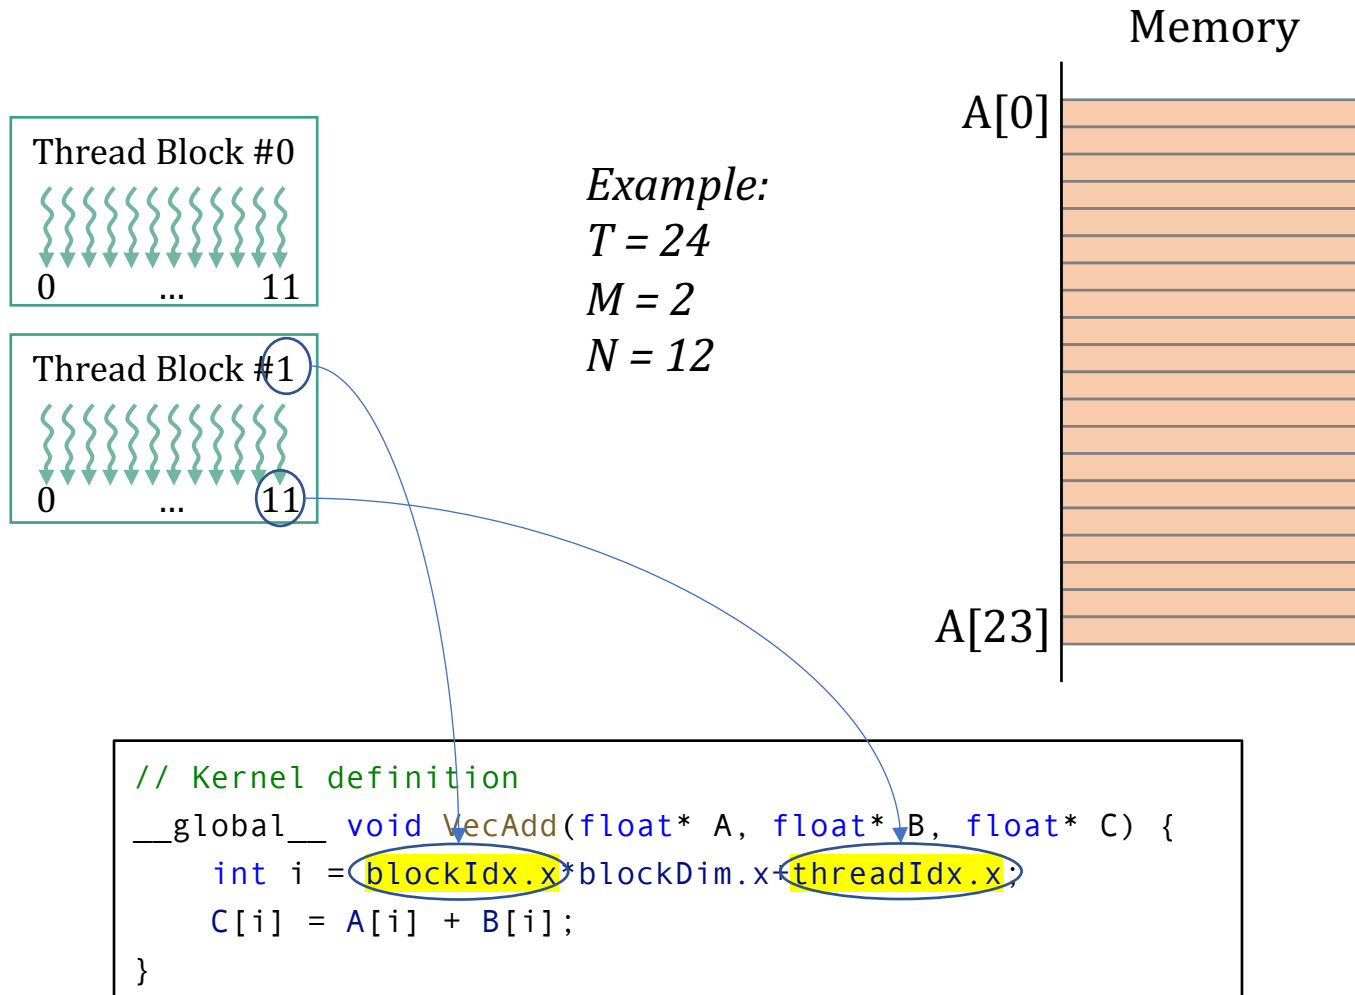 Memory
A[0]
Thread Block #0
0 ... 11
Example:
T = 24
M = 2
N = 12
Thread Block #1
0 ... 11
A[23]
// Kernel definition
__global__ void VecAdd(float* A, float* B, float* C) {
    int i = blockIdx.x*blockDim.x+threadIdx.x;
    C[i] = A[i] + B[i];
}